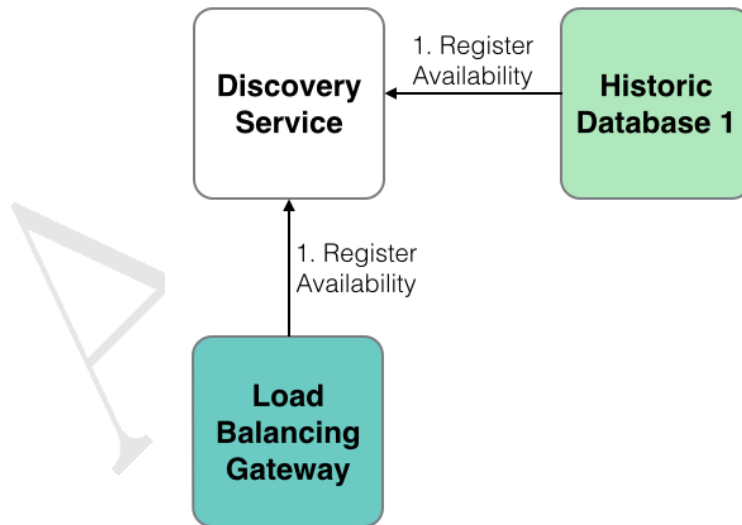 Discovery
Service
1. Register
Availability
Historic
Database 1
1. Register
Availability
Load
Balancing
Gateway
A